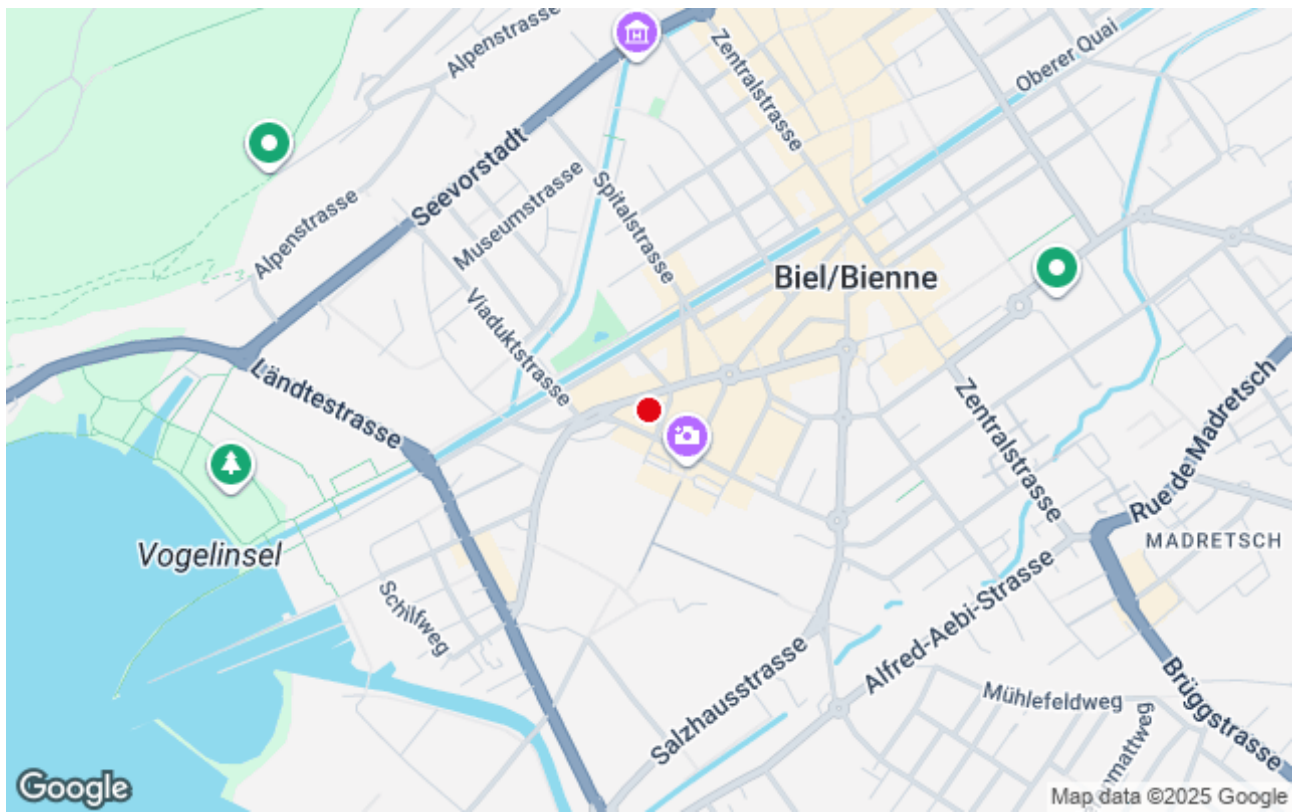 Alpenstrasse
Zentralstrasse
Oberer Quai
Seevorstadt
Museumstrasse
Spitalstrasse
Alpenstrasse
Biel/Bienne
Viaduktstrasse
Ländtestrasse
Zentralstrasse
Rue de Madretsch
Vogelinsel
MADRETSCH
Schilfweg
Alfred-Aebi-Strasse
Salzhausstrasse
Mühlefeldweg
Brüggstrasse
Google
Map data ©2025 Google